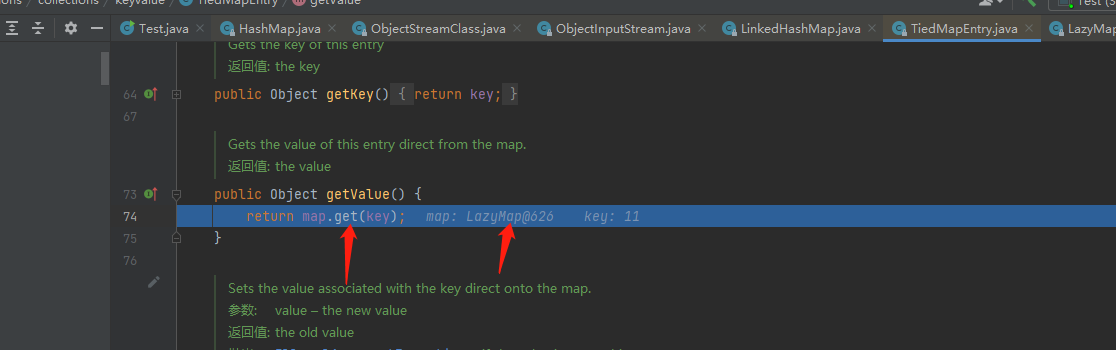 collections
keyvalue
TiedMapEntry
getValue
Test.java
HashMap.java
ObjectStreamClass.java
ObjectInputStream.java
LinkedHashMap.java
TiedMapEntry.java
LazyMap
Gets the key of this entry
返回值: the key
64 public Object getKey() { return key; }
67
Gets the value of this entry direct from the map.
返回值: the value
73 public Object getValue() {
74 return map.get(key); map: LazyMap@626 key: 11
75 }
76
Sets the value associated with the key direct onto the map.
参数: value – the new value
返回值: the old value